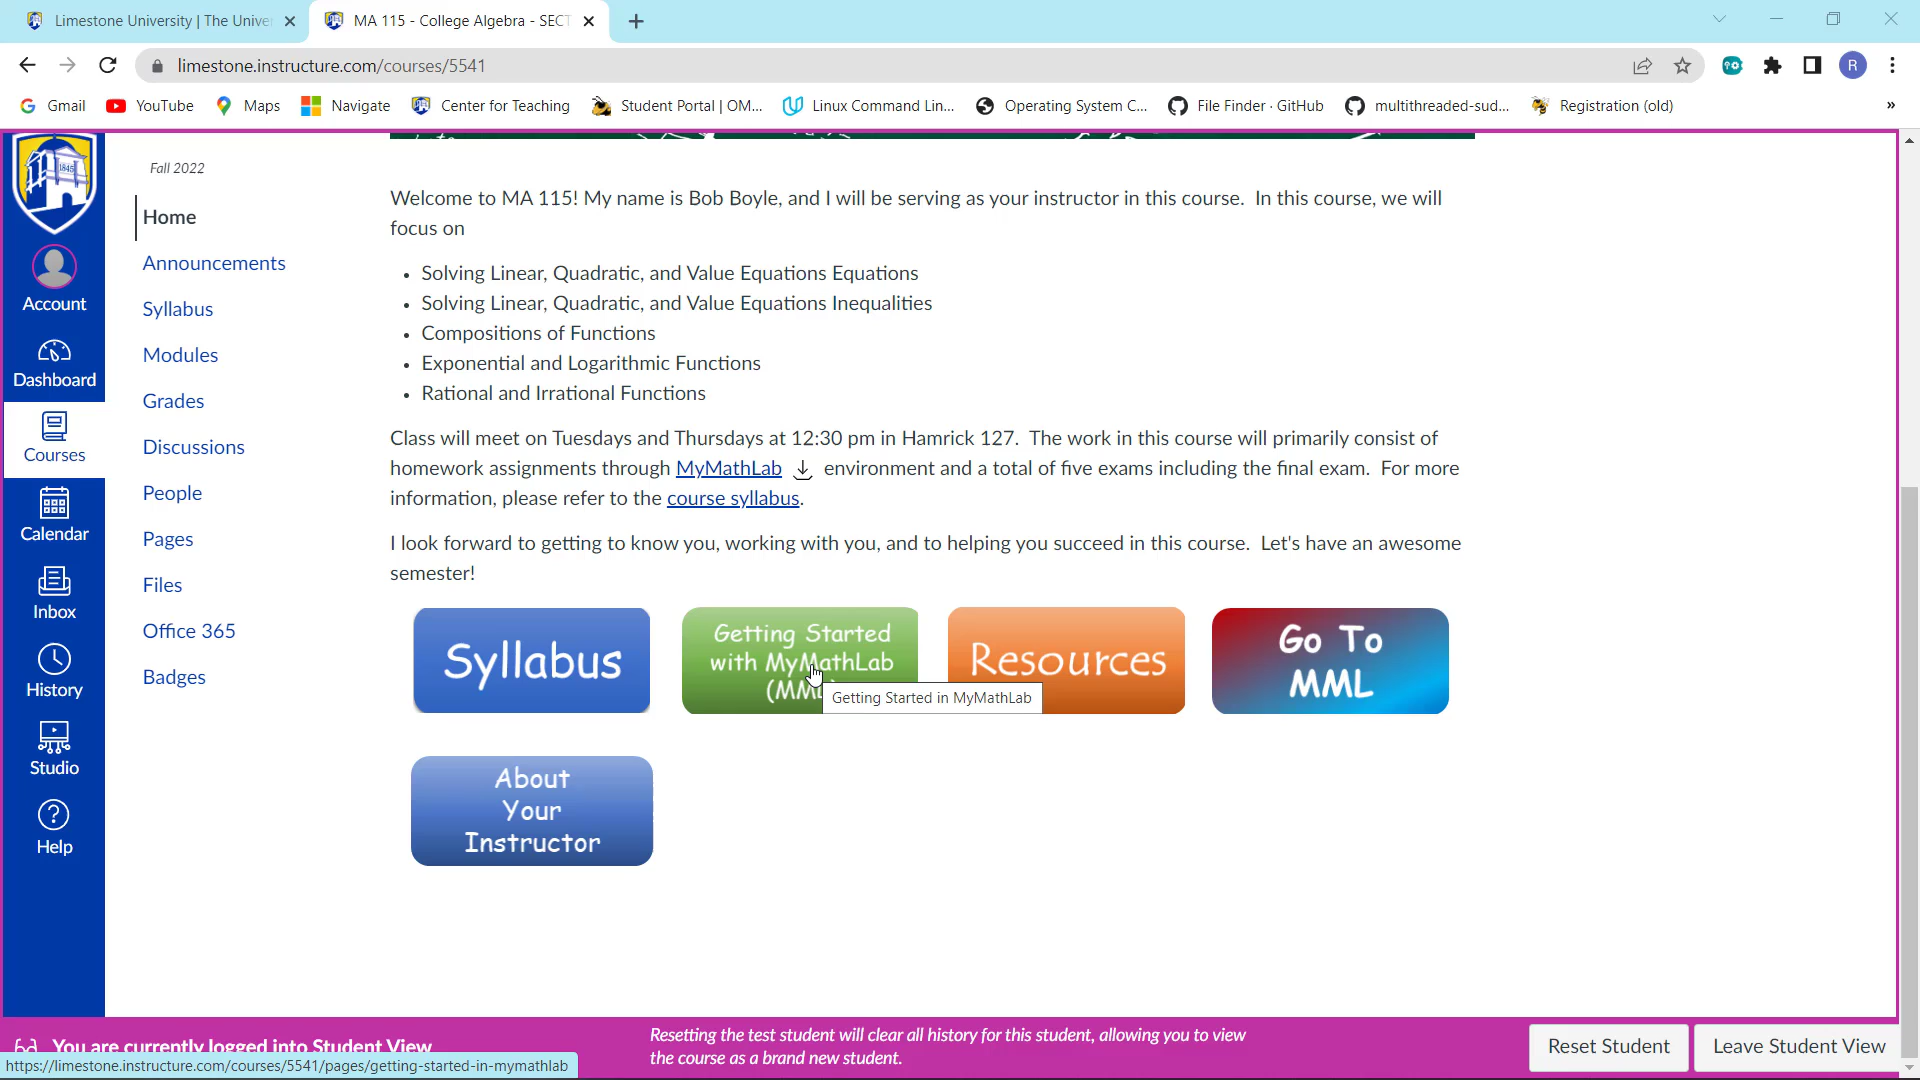 Limestone University | The Unive
MA 115 - College Algebra - SECT
limestone.instructure.com/courses/5541
R
Gmail
YouTube
Maps
Navigate
Center for Teaching
Student Portal | OM...
Linux Command Lin...
Operating System C...
File Finder · GitHub
multithreaded-sud...
Registration (old)
»
1845
Account
Dashboard
Courses
Calendar
Inbox
History
Studio
Help
Fall 2022
Home
Announcements
Syllabus
Modules
Grades
Discussions
People
Pages
Files
Office 365
Badges
Welcome to MA 115! My name is Bob Boyle, and I will be serving as your instructor in this course. In this course, we will
focus on
• Solving Linear, Quadratic, and Value Equations Equations
• Solving Linear, Quadratic, and Value Equations Inequalities
• Compositions of Functions
• Exponential and Logarithmic Functions
• Rational and Irrational Functions
Class will meet on Tuesdays and Thursdays at 12:30 pm in Hamrick 127. The work in this course will primarily consist of
homework assignments through MyMathLab environment and a total of five exams including the final exam. For more
information, please refer to the course syllabus.
I look forward to getting to know you, working with you, and to helping you succeed in this course. Let's have an awesome
semester!
Syllabus
Getting Started
with MyMathLab
(MML)
Getting Started in MyMathLab
Resources
Go To
MML
About
Your
Instructor
You are currently logged into Student View
Resetting the test student will clear all history for this student, allowing you to view
the course as a brand new student.
Reset Student
Leave Student View
https://limestone.instructure.com/courses/5541/pages/getting-started-in-mymathlab